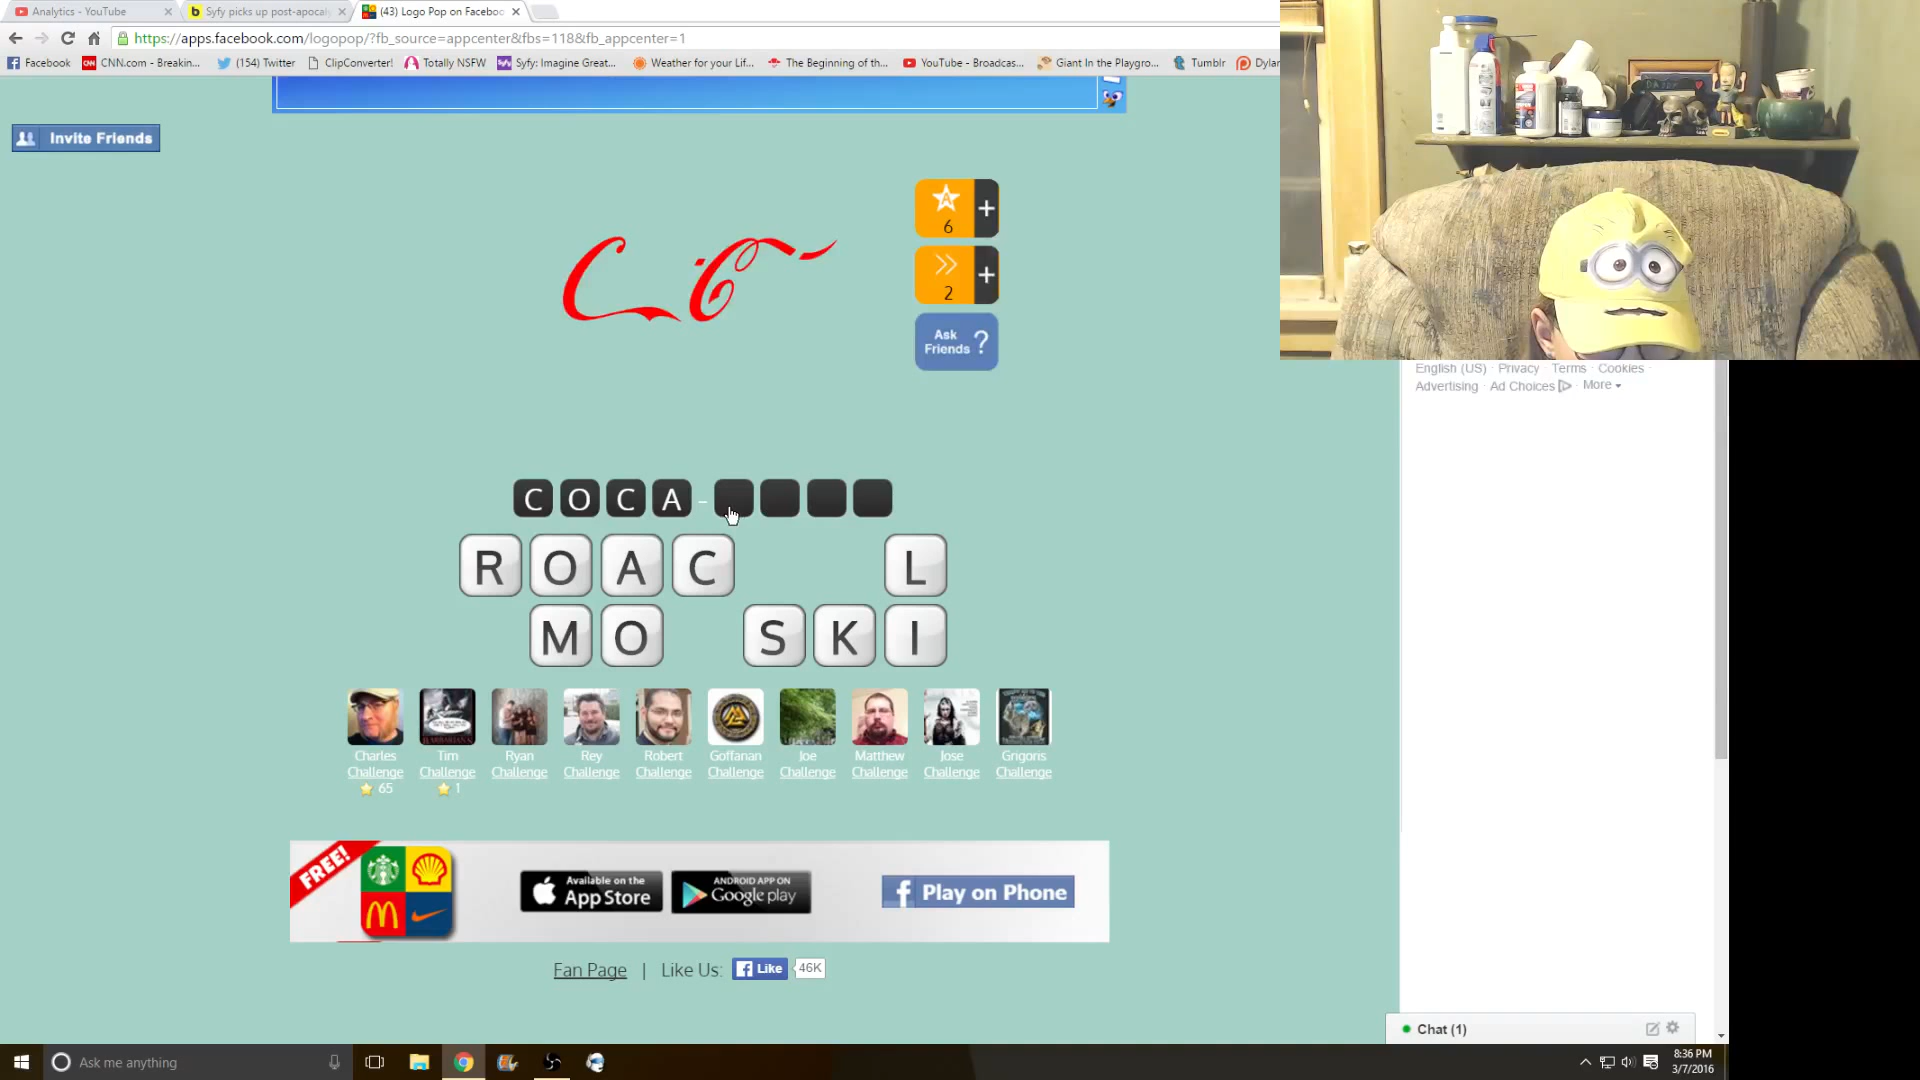 Analytics - YouTube
Syfy picks up post-apocal
(43) Logo Pop on Faceboo
https://apps.facebook.com/logopop/?fb_source=appcenter&fbs=118&fb_appcenter=1
Facebook
CNN.com - Breakin...
(154) Twitter
ClipConverter!
Totally NSFW
Syfy: Imagine Great...
Weather for your Lif...
The Beginning of th...
YouTube - Broadcas...
Giant In the Playgro...
Tumblr
Dylan
Invite Friends
6 +
2 +
Ask Friends ?
English (US) · Privacy · Terms · Cookies ·
Advertising · Ad Choices · More
COCA-
R O A C L
M O S K I
Charles Tim Ryan Rey Robert Goffanan Joe Matthew Jose Grigoris
Challenge Challenge Challenge Challenge Challenge Challenge Challenge Challenge Challenge Challenge
65 1
FREE!
Available on the App Store
ANDROID APP ON Google play
Play on Phone
Fan Page | Like Us: Like 46K
Chat (1)
Ask me anything
8:36 PM
3/7/2016